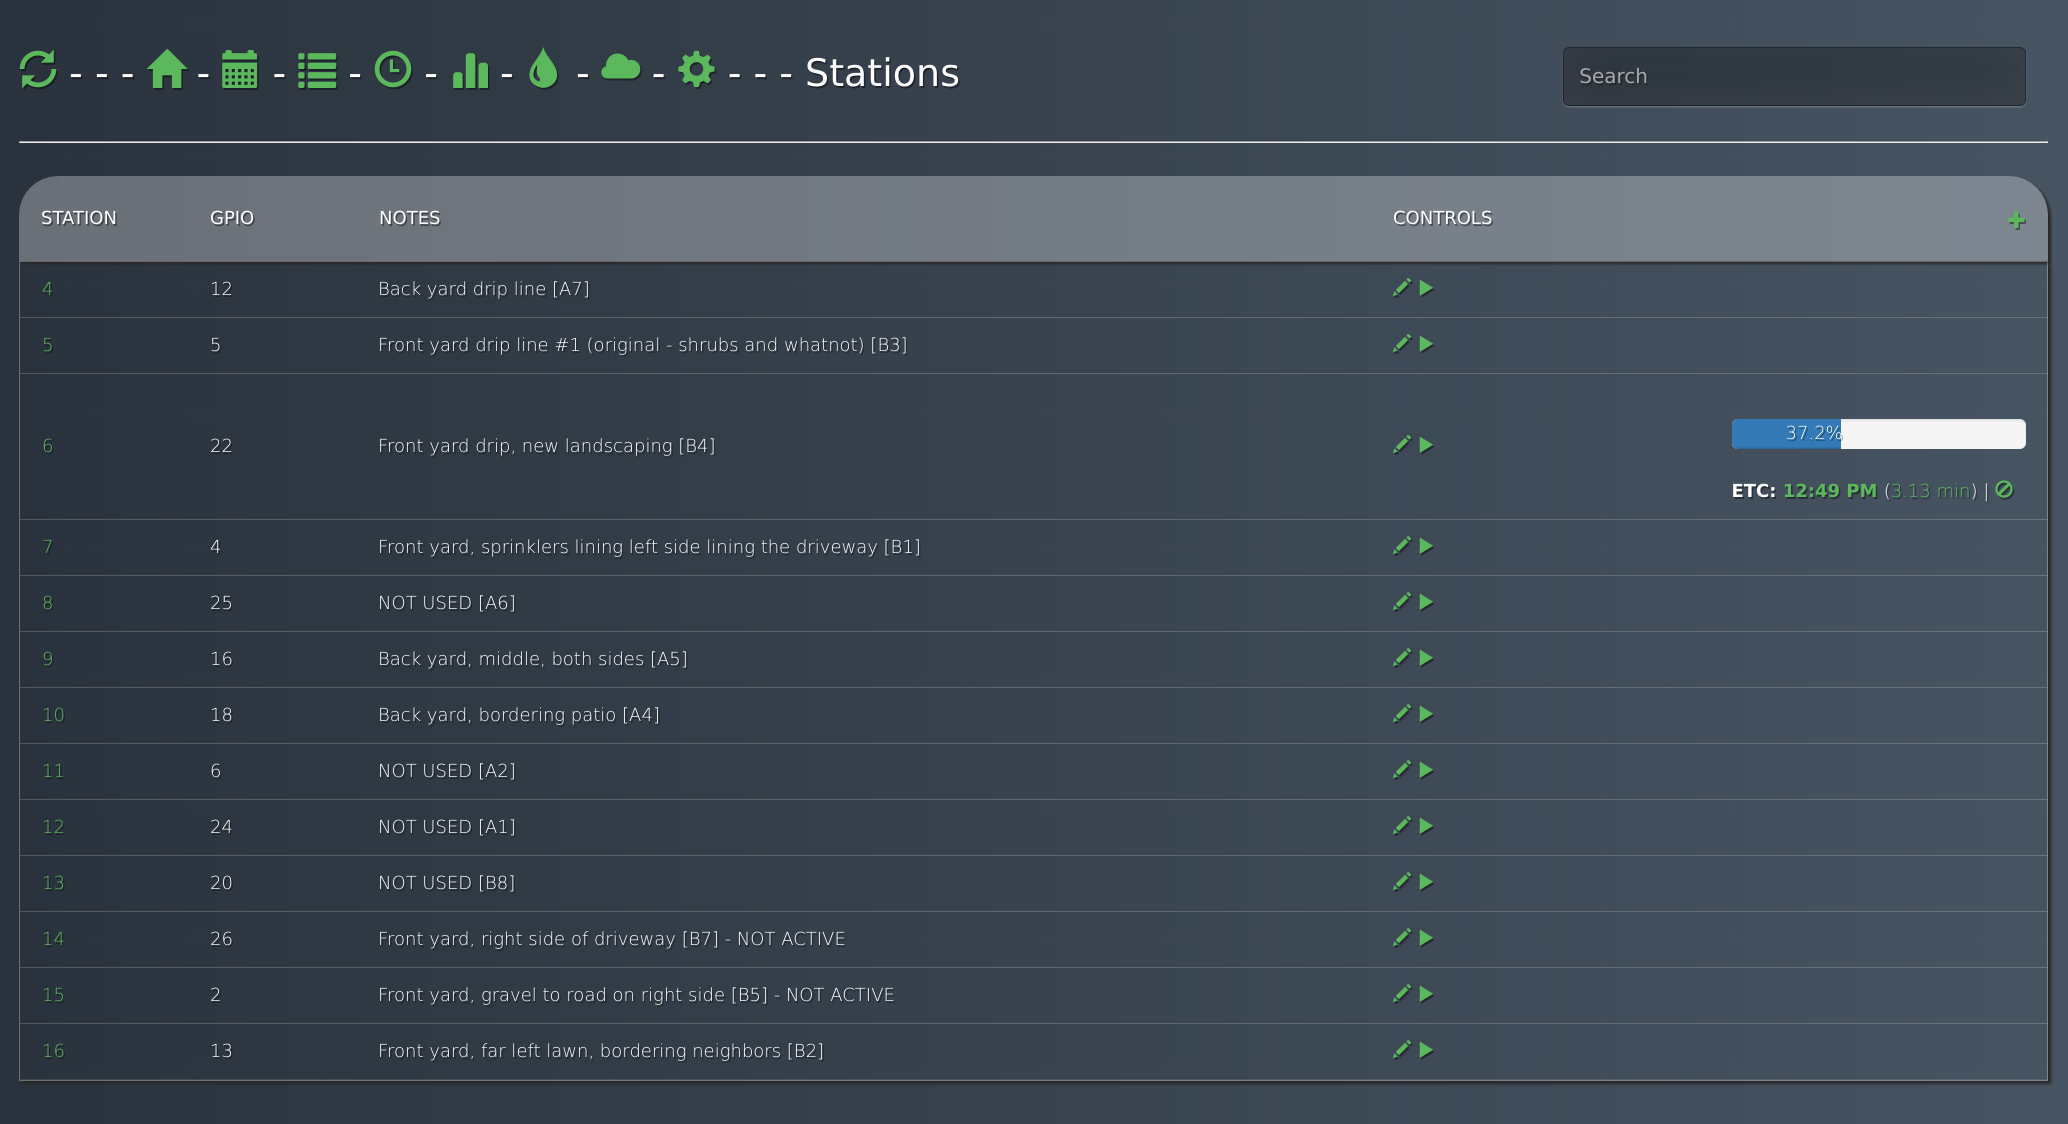 - - - - - - - - - - - - - Stations
Search
STATION GPIO NOTES CONTROLS
4 12 Back yard drip line [A7]
5 5 Front yard drip line #1 (original - shrubs and whatnot) [B3]
37.2%
6 22 Front yard drip, new landscaping [B4]
ETC: 12:49 PM (3.13 min) |
7 4 Front yard, sprinklers lining left side lining the driveway [B1]
8 25 NOT USED [A6]
9 16 Back yard, middle, both sides [A5]
10 18 Back yard, bordering patio [A4]
11 6 NOT USED [A2]
12 24 NOT USED [A1]
13 20 NOT USED [B8]
14 26 Front yard, right side of driveway [B7] - NOT ACTIVE
15 2 Front yard, gravel to road on right side [B5] - NOT ACTIVE
16 13 Front yard, far left lawn, bordering neighbors [B2]